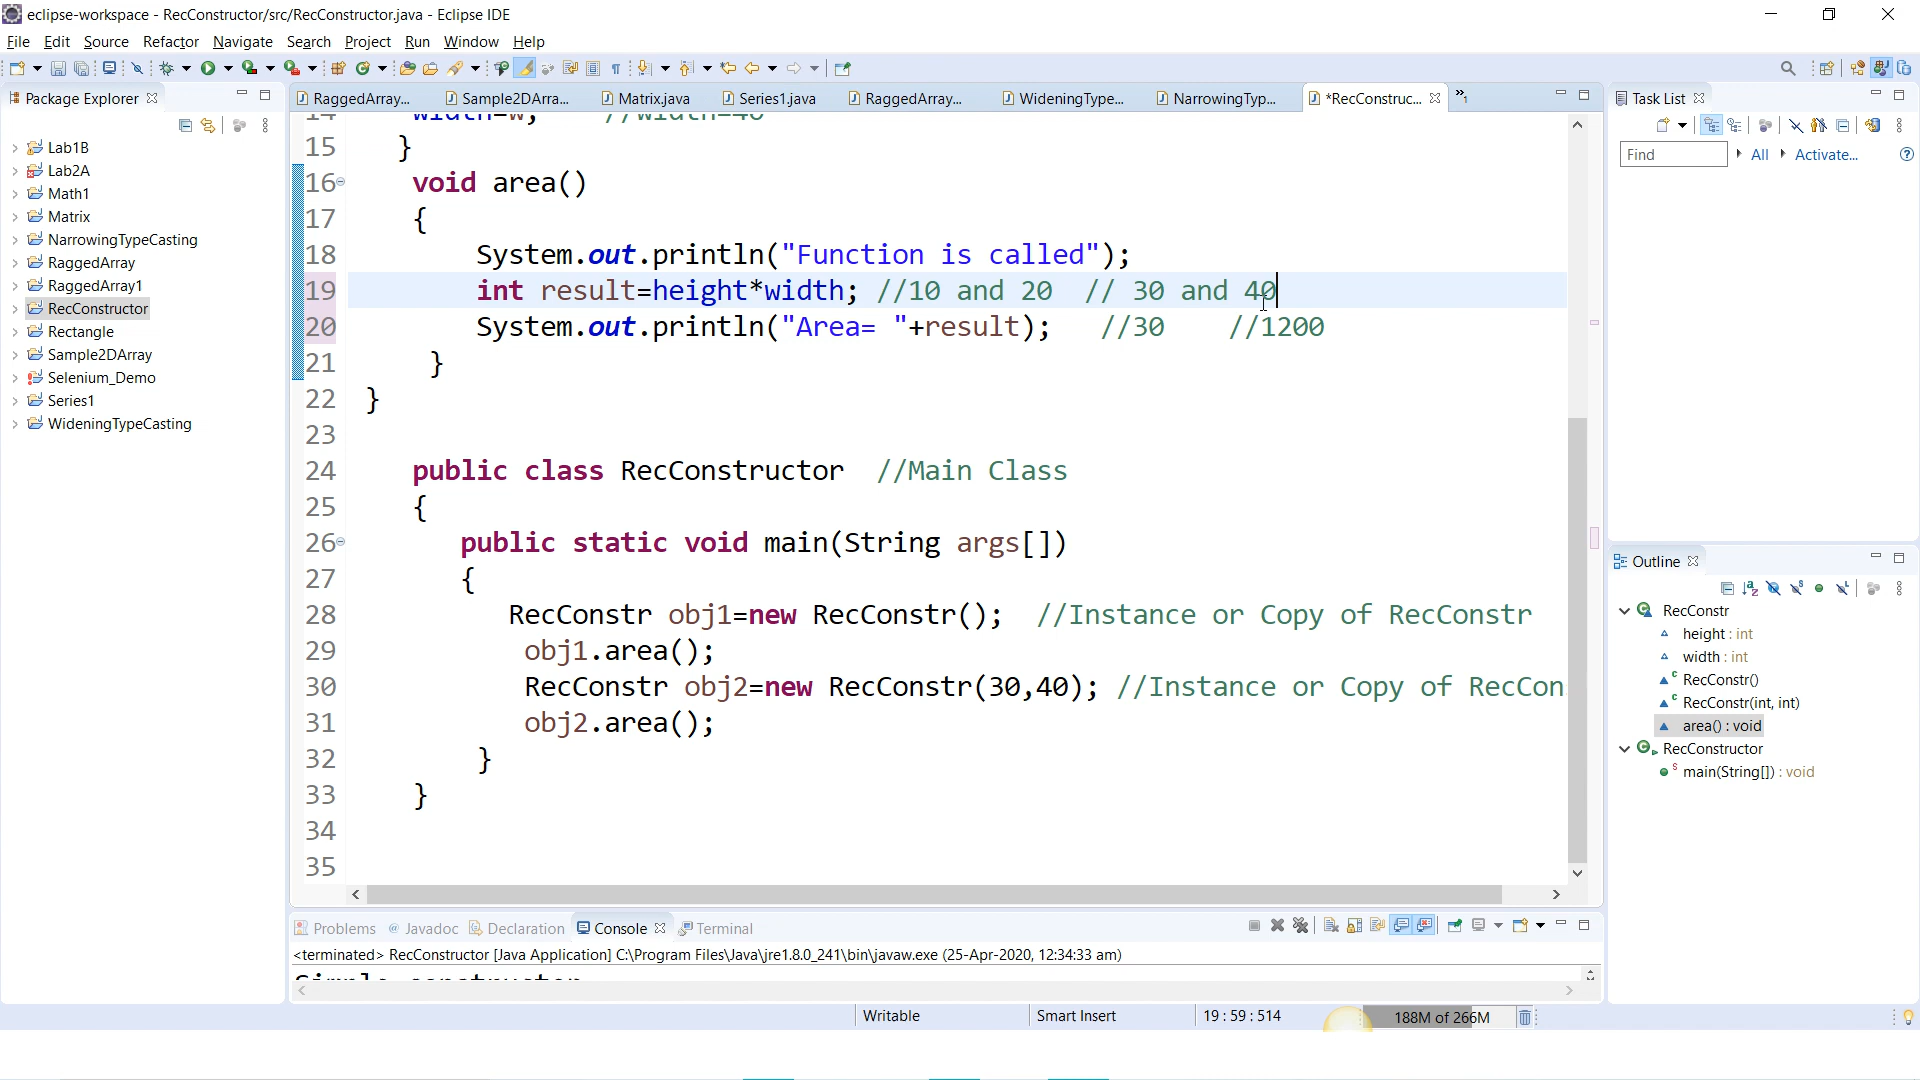 eclipse-workspace - RecConstructor/src/RecConstructor.java - Eclipse IDE
File Edit Source Refactor Navigate Search Project Run Window Help
Package Explorer
RaggedArray... Sample2DArra... Matrix.java Series1.java RaggedArray... WideningType... NarrowingTyp... *RecConstruc... »1
Task List
Find All Activate...
Lab1B
Lab2A
Math1
Matrix
NarrowingTypeCasting
RaggedArray
RaggedArray1
RecConstructor
Rectangle
Sample2DArray
Selenium_Demo
Series1
WideningTypeCasting
14 width=w; //width=40
15 }
16 void area()
17 {
18 System.out.println("Function is called");
19 int result=height*width; //10 and 20 // 30 and 40
20 System.out.println("Area= "+result); //30 //1200
21 }
22 }
23
24 public class RecConstructor //Main Class
25 {
26 public static void main(String args[])
27 {
28 RecConstr obj1=new RecConstr(); //Instance or Copy of RecConstr
29 obj1.area();
30 RecConstr obj2=new RecConstr(30,40); //Instance or Copy of RecCon
31 obj2.area();
32 }
33 }
34
35
Outline
RecConstr
height : int
width : int
RecConstr()
RecConstr(int, int)
area() : void
RecConstructor
main(String[]) : void
Problems @ Javadoc Declaration Console Terminal
<terminated> RecConstructor [Java Application] C:\Program Files\Java\jre1.8.0_241\bin\javaw.exe (25-Apr-2020, 12:34:33 am)
Writable Smart Insert 19 : 59 : 514 188M of 266M